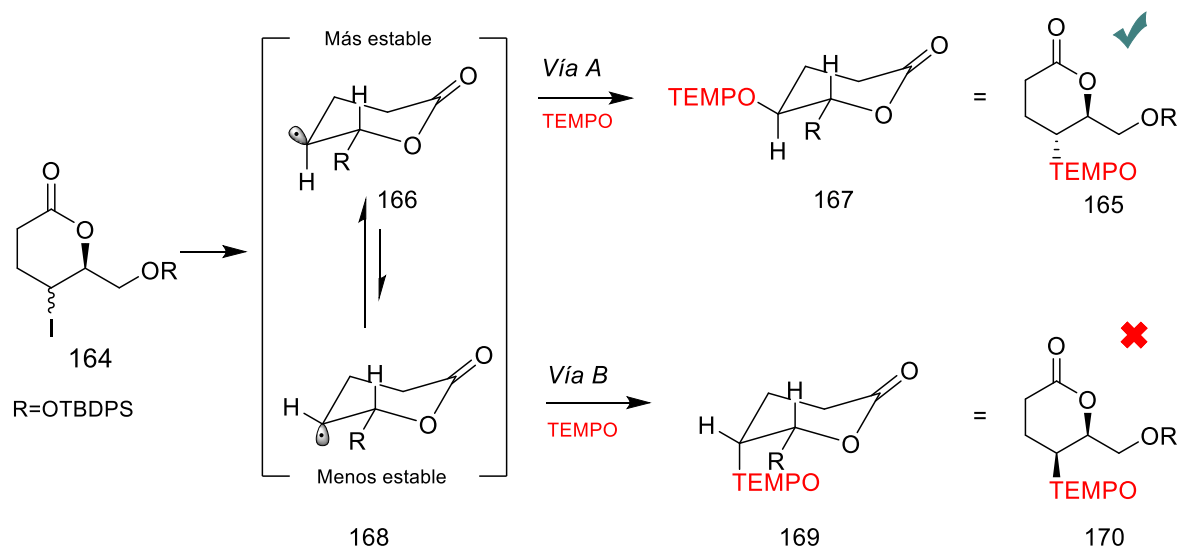 Más estable
H
O
O
R
H
166
Vía A
TEMPO
TEMPO
H
R
H
O
O
167
=
O
O
OR
TEMPO
165
O
O
OR
I
164
R=OTBDPS
H
H
R
O
O
Menos estable
168
Vía B
TEMPO
H
H
R
TEMPO
O
O
169
=
O
O
OR
TEMPO
170